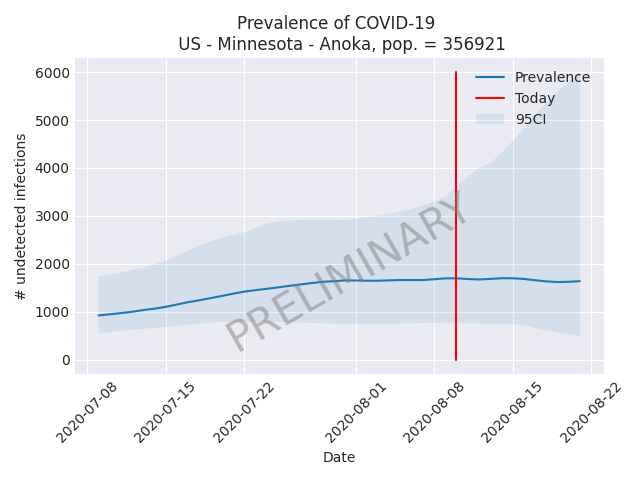 Prevalence of COVID-19
US - Minnesota - Anoka, pop. = 356921
6000
5000
4000
3000
2000
1000
0
# undetected infections
Prevalence
Today
95CI
PRELIMINARY
2020-07-08
2020-07-15
2020-07-22
2020-08-01
2020-08-08
2020-08-15
2020-08-22
Date